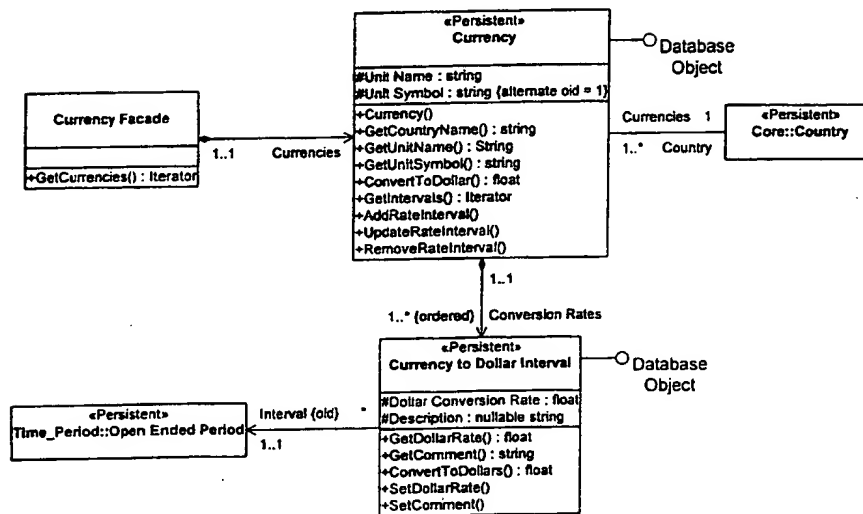 «Persistent»
Currency
Database
Object
#Unit Name : string
#Unit Symbol : string {alternate oid = 1}
+Currency()
+GetCountryName() : string
+GetUnitName() : String
+GetUnitSymbol() : string
+ConvertToDollar() : float
+GetIntervals() : Iterator
+AddRateInterval()
+UpdateRateInterval()
+RemoveRateInterval()
Currency Facade
+GetCurrencies() : Iterator
1..1
Currencies
Currencies 1
1..* Country
«Persistent»
Core::Country
1..1
1..* {ordered} Conversion Rates
«Persistent»
Currency to Dollar Interval
Database
Object
#Dollar Conversion Rate : float
#Description : nullable string
+GetDollarRate() : float
+GetComment() : string
+ConvertToDollars() : float
+SetDollarRate()
+SetComment()
Interval {oid} *
1..1
«Persistent»
Time_Period::Open Ended Period